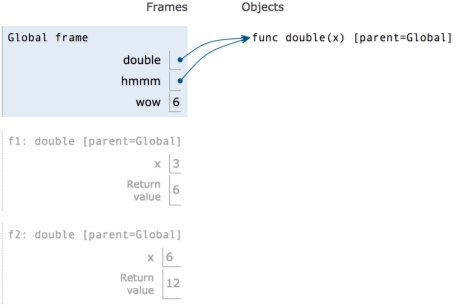 Frames Objects
Global frame func double(x) [parent=Global]
double
hmmm
wow 6
f1: double [parent=Global]
x 3
Return
value 6
f2: double [parent=Global]
x 6
Return
value 12